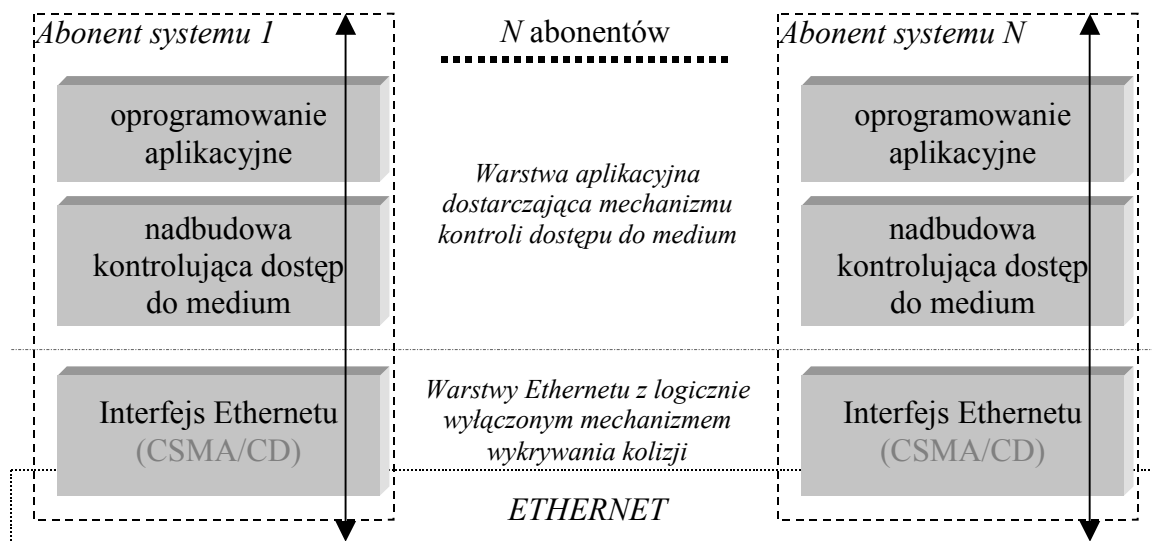 Abonent systemu 1
N abonentów
Abonent systemu N
oprogramowanie
aplikacyjne
oprogramowanie
aplikacyjne
Warstwa aplikacyjna
dostarczająca mechanizmu
kontroli dostępu do medium
nadbudowa
kontrolująca dostęp
do medium
nadbudowa
kontrolująca dostęp
do medium
Interfejs Ethernetu
(CSMA/CD)
Warstwy Ethernetu z logicznie
wyłączonym mechanizmem
wykrywania kolizji
Interfejs Ethernetu
(CSMA/CD)
ETHERNET